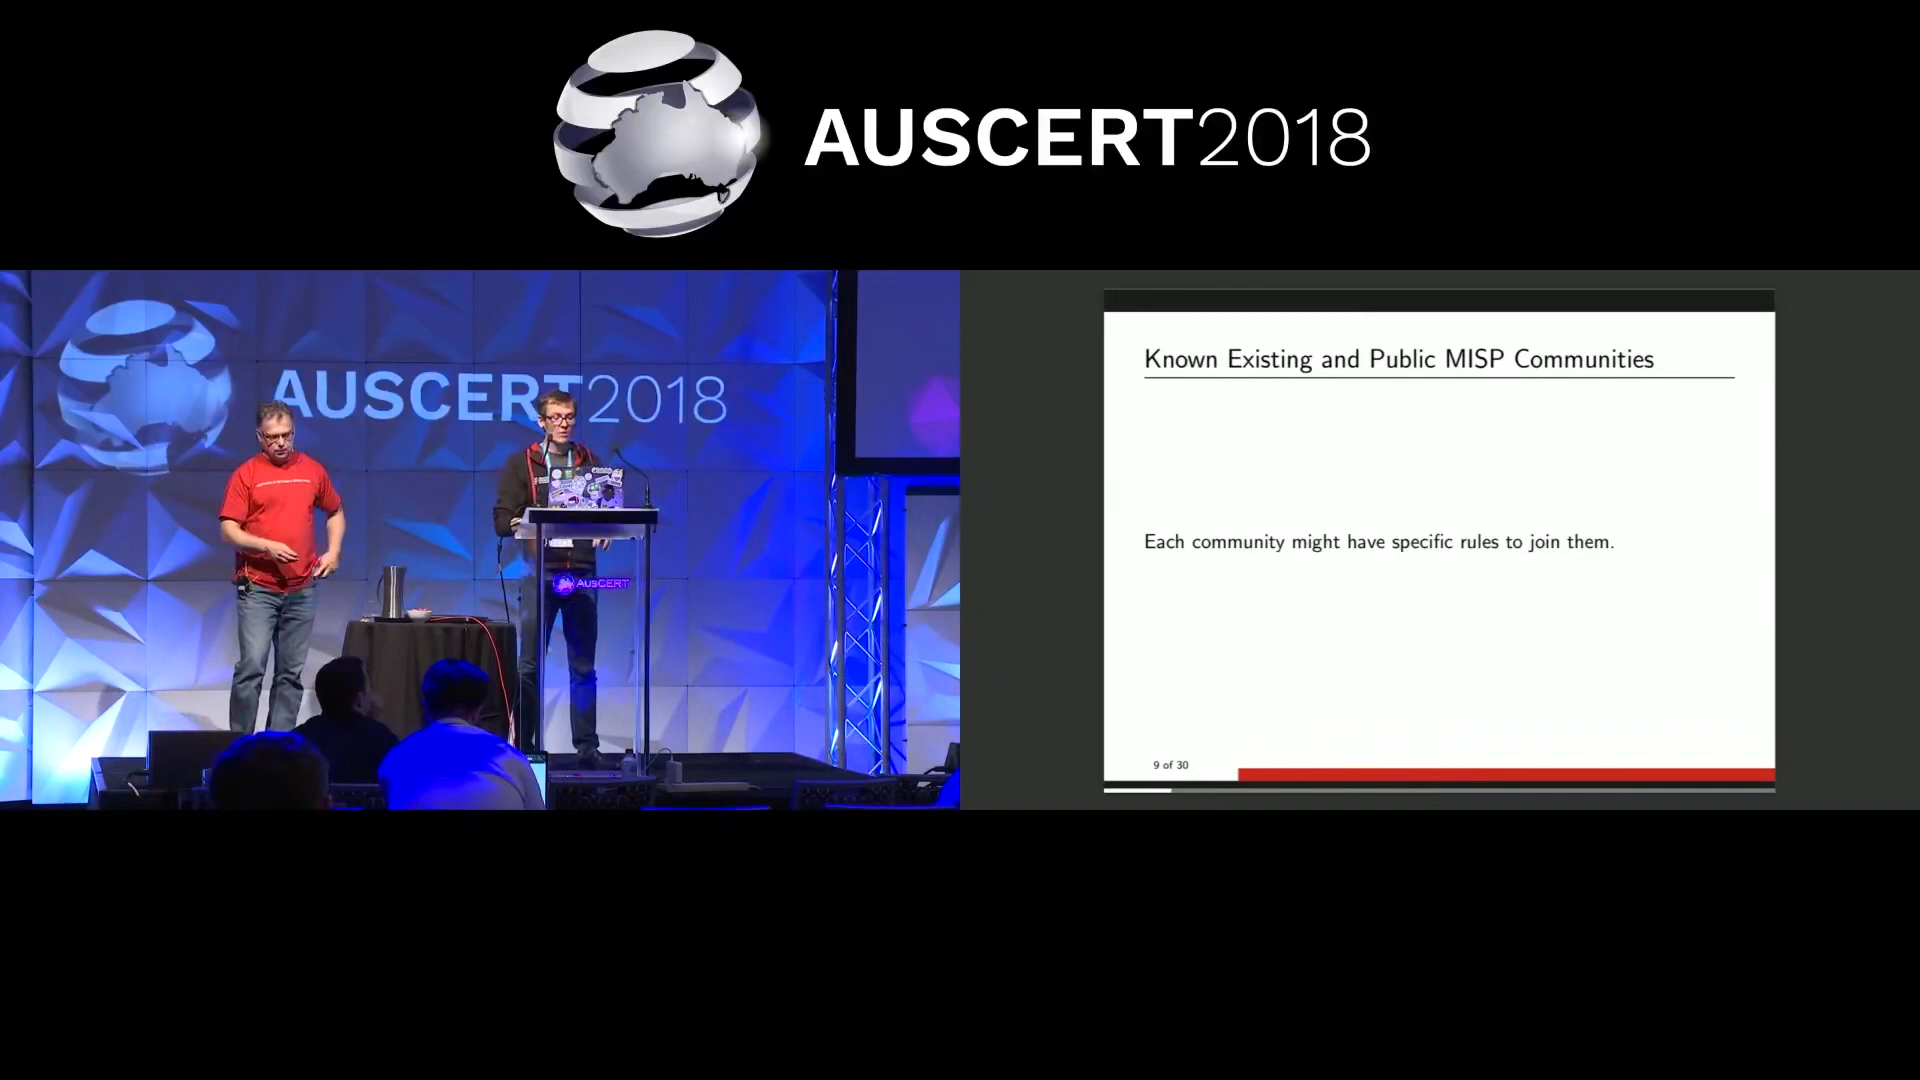 AUSCERT2018
AUSCERT2018
AUSCERT
Known Existing and Public MISP Communities
Each community might have specific rules to join them.
9 of 30